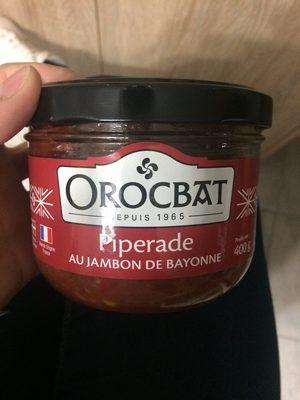 OROCBAT
DEPUIS 1965
Piperade
AU JAMBON DE BAYONNE
400 g